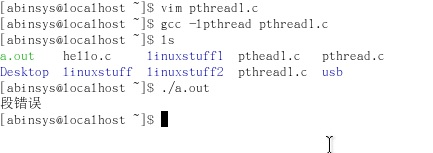 [abinsys@localhost ~]$ vim pthread1.c
[abinsys@localhost ~]$ gcc -lpthread pthread1.c
[abinsys@localhost ~]$ ls
a.out hello.c linuxstuff1 pthead1.c pthread.c
Desktop linuxstuff linuxstuff2 pthread1.c usb
[abinsys@localhost ~]$ ./a.out
段错误
[abinsys@localhost ~]$